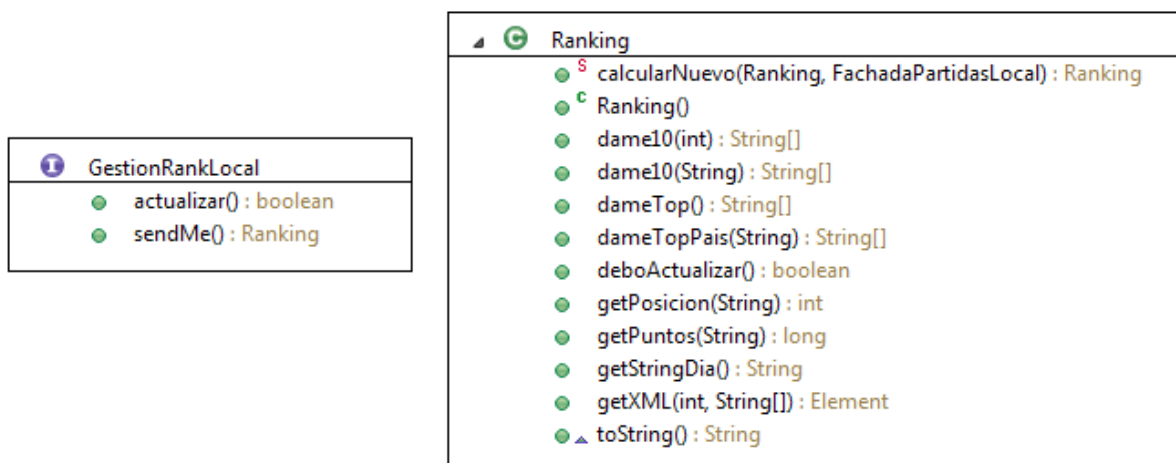 GestionRankLocal
actualizar() : boolean
sendMe() : Ranking
Ranking
S calcularNuevo(Ranking, FachadaPartidasLocal) : Ranking
C Ranking()
dame10(int) : String[]
dame10(String) : String[]
dameTop() : String[]
dameTopPais(String) : String[]
deboActualizar() : boolean
getPosicion(String) : int
getPuntos(String) : long
getStringDia() : String
getXML(int, String[]) : Element
toString() : String